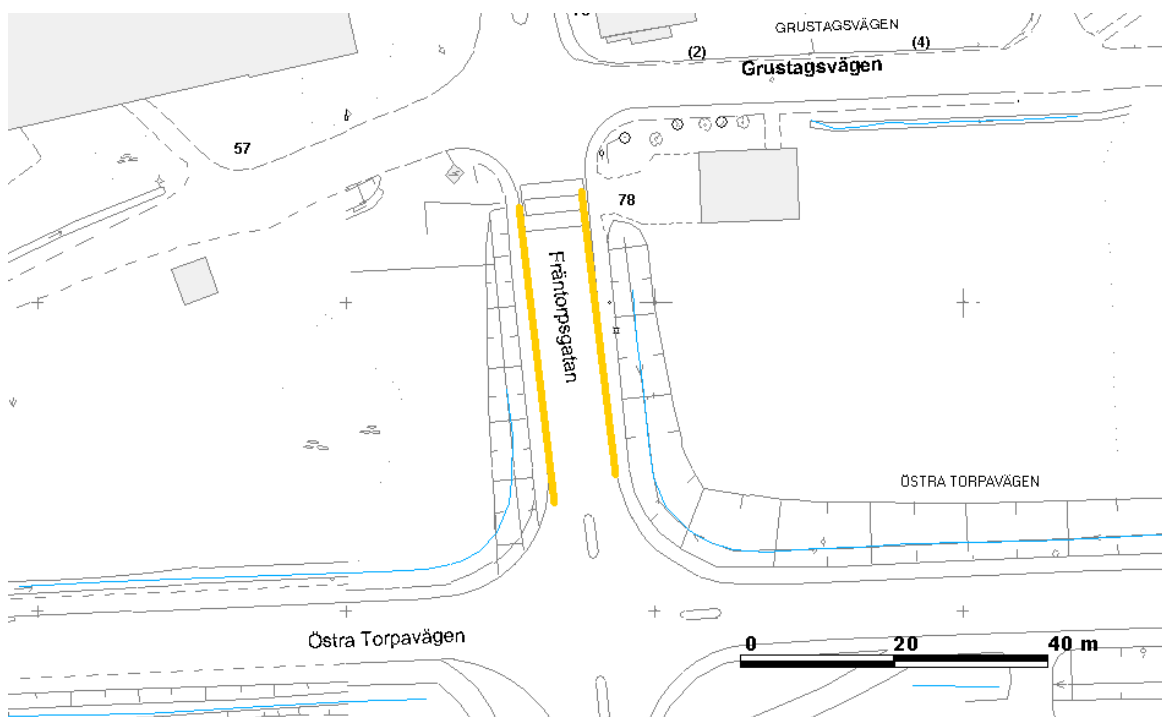 GRUSTAGSVÄGEN
(2)
(4)
Grustagsvägen
57
78
Fräntorpsgatan
ÖSTRA TORPAVÄGEN
Östra Torpavägen
0 20 40 m